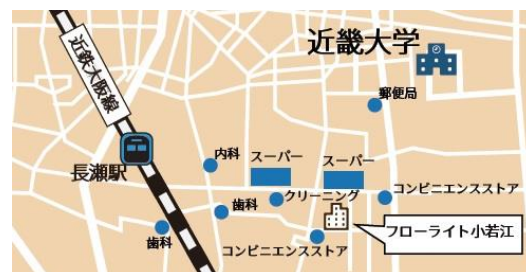 近畿大学
近鉄大阪線
郵便局
長瀬駅
内科
スーパー
スーパー
クリーニング
コンビニエンスストア
歯科
フローライト小若江
歯科
コンビニエンスストア